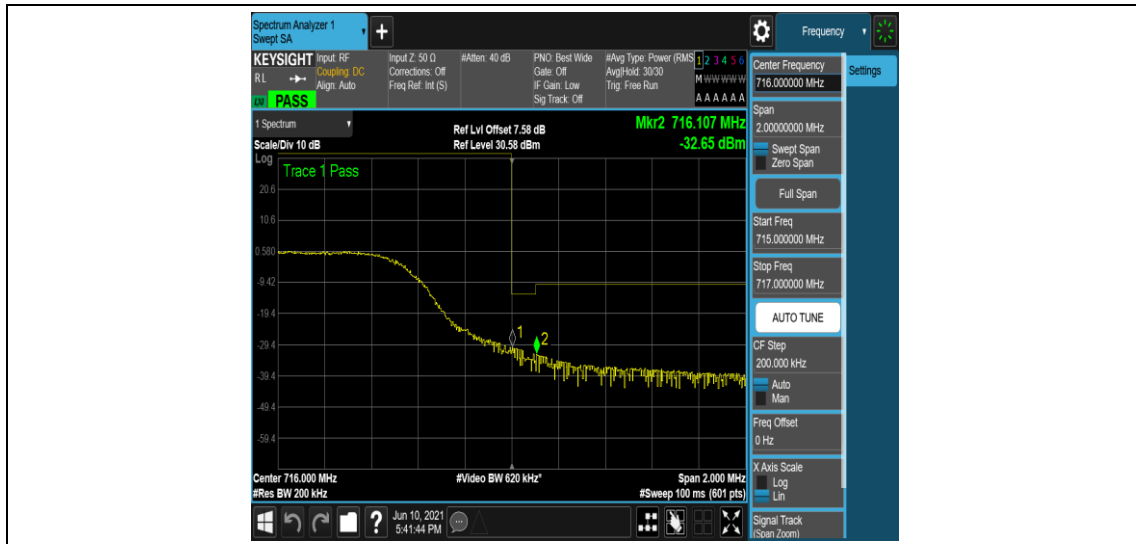 Spectrum Analyzer 1
Swept SA
+
Frequency
KEYSIGHT
RL
LXI
PASS
Input: RF
Coupling: DC
Align: Auto
Input Z: 50 Ω
Corrections: Off
Freq Ref: Int (S)
#Atten: 40 dB
PNO: Best Wide
Gate: Off
IF Gain: Low
Sig Track: Off
#Avg Type: Power (RMS
Avg|Hold: 30/30
Trig: Free Run
1 2 3 4 5 6
M W W W W W
A A A A A A
1 Spectrum
Scale/Div 10 dB
Ref Lvl Offset 7.58 dB
Ref Level 30.58 dBm
Mkr2 716.107 MHz
-32.65 dBm
Log
Trace 1 Pass
20.6
10.6
0.580
-9.42
-19.4
-29.4
-39.4
-49.4
-59.4
1
2
Center 716.000 MHz
#Res BW 200 kHz
#Video BW 620 kHz*
Span 2.000 MHz
#Sweep 100 ms (601 pts)
Center Frequency
716.000000 MHz
Settings
Span
2.00000000 MHz
Swept Span
Zero Span
Full Span
Start Freq
715.000000 MHz
Stop Freq
717.000000 MHz
AUTO TUNE
CF Step
200.000 kHz
Auto
Man
Freq Offset
0 Hz
X Axis Scale
Log
Lin
Signal Track
(Span Zoom)
?
Jun 10, 2021
5:41:44 PM